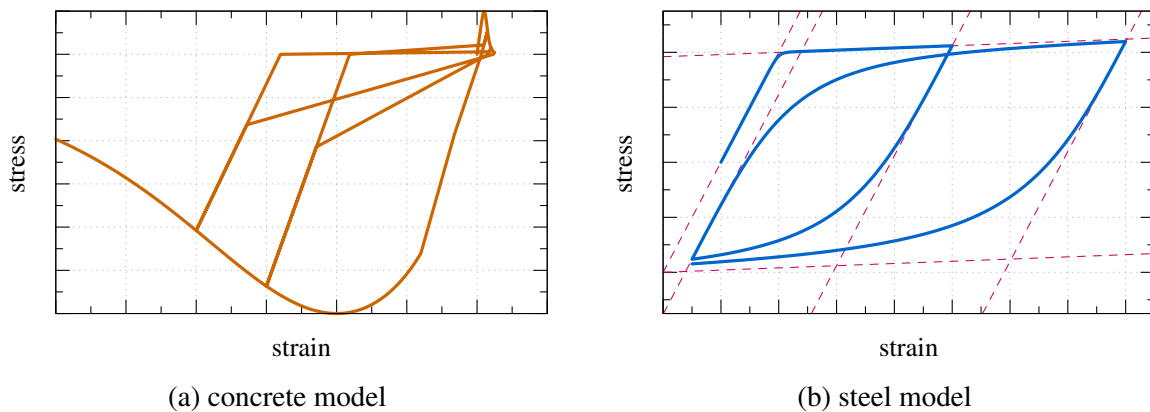 stress
strain
(a) concrete model
stress
strain
(b) steel model